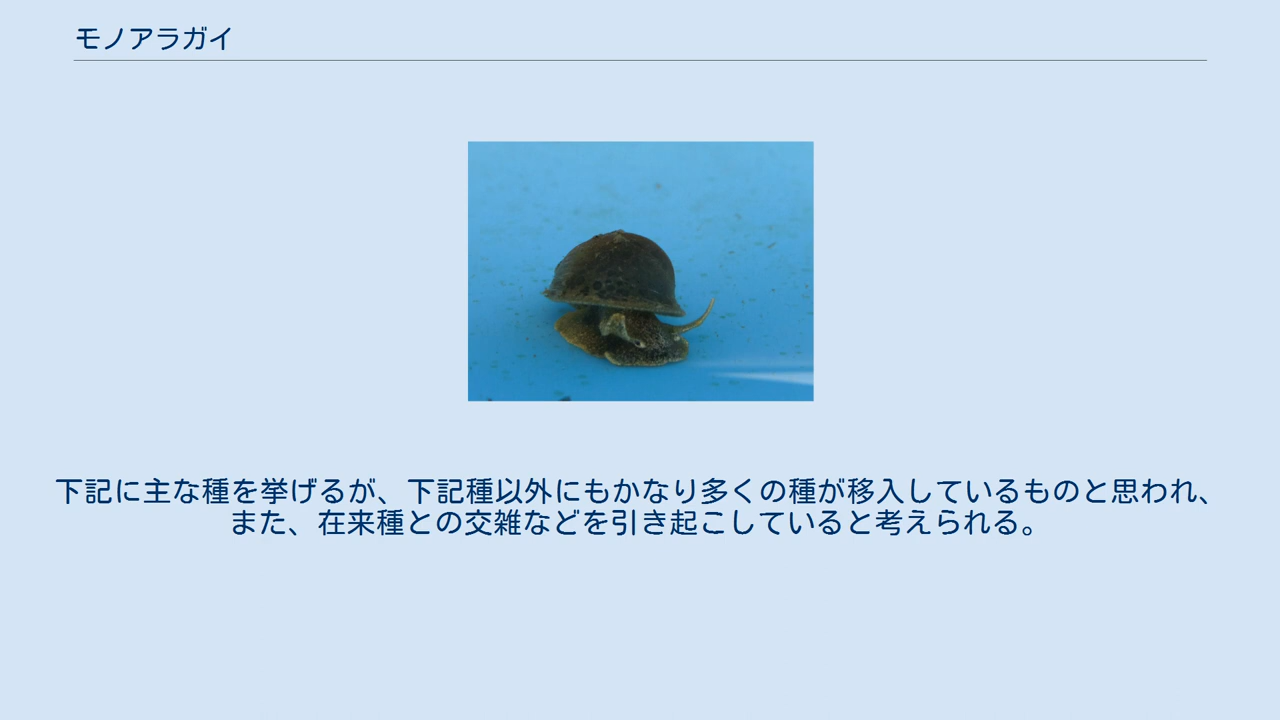 モノアラガイ
下記に主な種を挙げるが、下記種以外にもかなり多くの種が移入しているものと思われ、
また、在来種との交雑などを引き起こしていると考えられる。